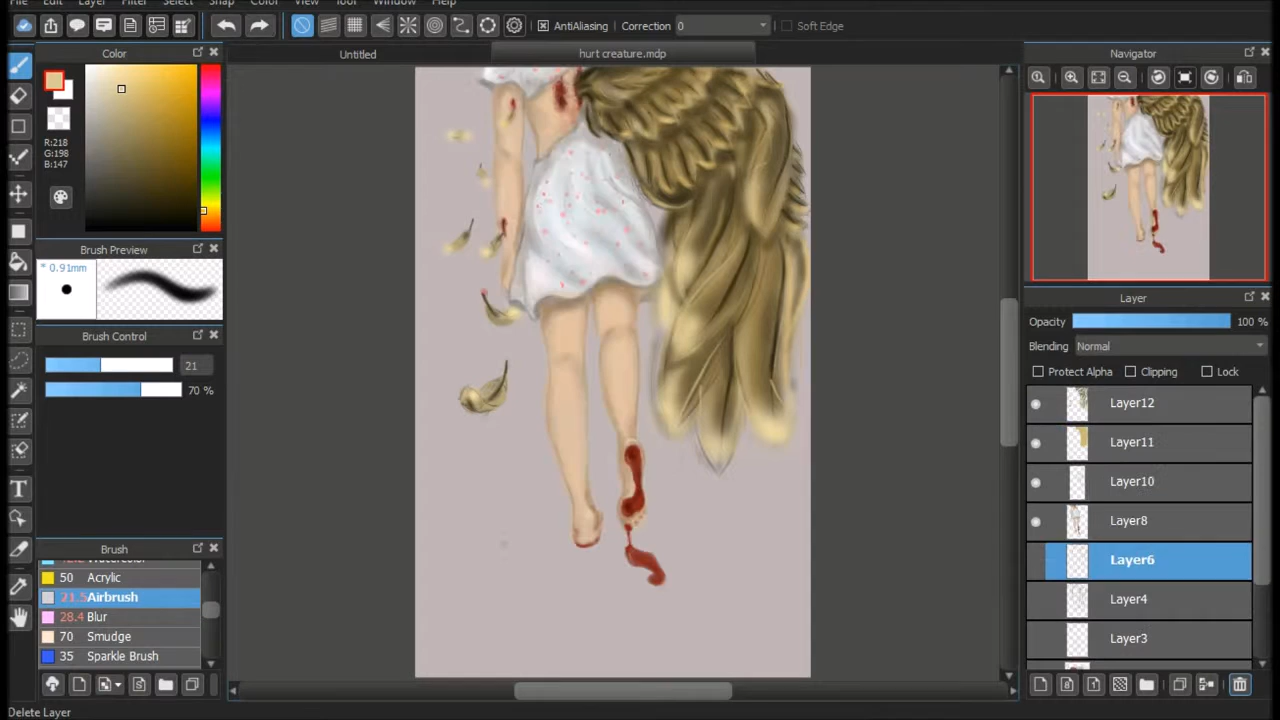 File Edit Layer Filter Select Snap Color View Tool Window Help
AntiAliasing Correction 0 Soft Edge
Color
Untitled
hurt creature.mdp
Navigator
R:218
G:198
B:147
Brush Preview
* 0.91mm
Brush Control
21
70 %
Layer
Opacity 100 %
Blending Normal
Protect Alpha Clipping Lock
Layer12
Layer11
Layer10
Layer8
Layer6
Layer4
Layer3
Brush
Watercolor
50 Acrylic
21.5 Airbrush
28.4 Blur
70 Smudge
35 Sparkle Brush
Delete Layer